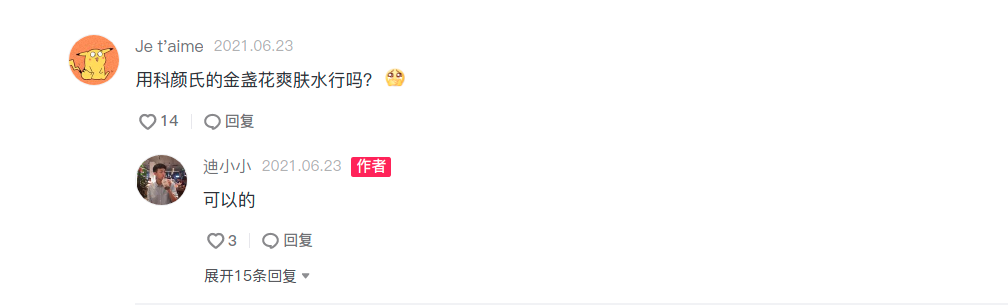 Je t'aime 2021.06.23
用科颜氏的金盏花爽肤水行吗？🥺
14 回复
迪小小 2021.06.23 作者
可以的
3 回复
展开15条回复